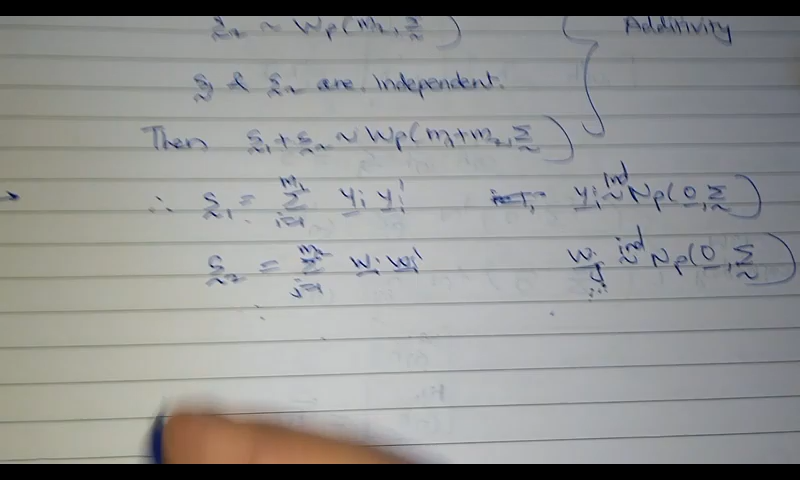 S₂ ~ Wp(m₂, Σ) Additivity
S₁ & S₂ are independent.
Then S₁ + S₂ ~ Wp(m₁+m₂, Σ)
∴ S₁ = Σ_{i=1}^{m₁} yᵢ yᵢ' yᵢ ~ind Np(0, Σ)
S₂ = Σ_{j=1}^{m₂} wⱼ wⱼ' wⱼ ~ind Np(0, Σ)